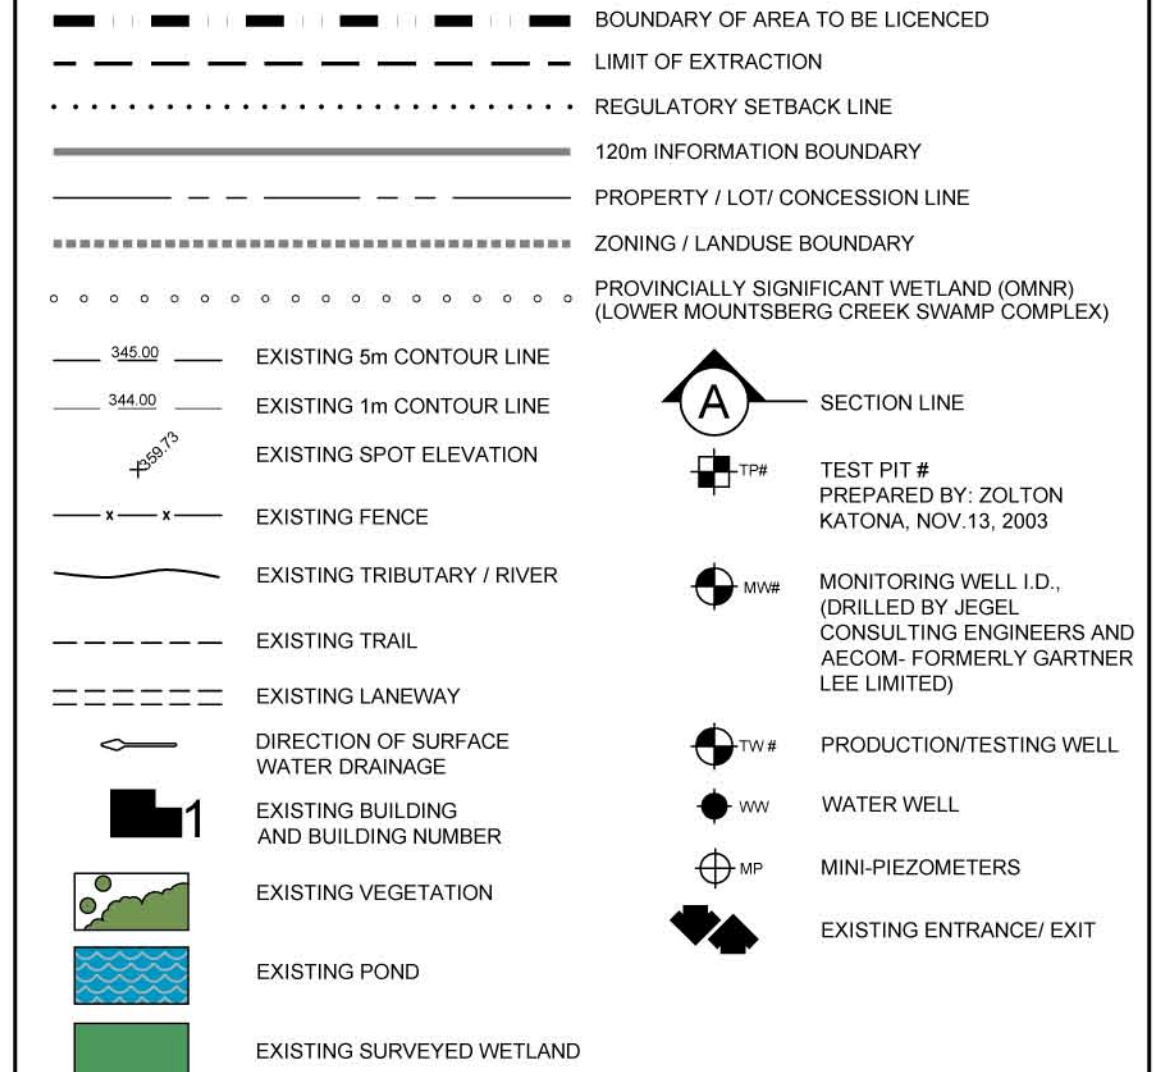 BOUNDARY OF AREA TO BE LICENCED
LIMIT OF EXTRACTION
REGULATORY SETBACK LINE
120m INFORMATION BOUNDARY
PROPERTY / LOT/ CONCESSION LINE
ZONING / LANDUSE BOUNDARY
PROVINCIALLY SIGNIFICANT WETLAND (OMNR)
(LOWER MOUNTSBERG CREEK SWAMP COMPLEX)
345.00
EXISTING 5m CONTOUR LINE
344.00
EXISTING 1m CONTOUR LINE
359.73
EXISTING SPOT ELEVATION
x x
EXISTING FENCE
EXISTING TRIBUTARY / RIVER
EXISTING TRAIL
EXISTING LANEWAY
DIRECTION OF SURFACE
WATER DRAINAGE
1
EXISTING BUILDING
AND BUILDING NUMBER
EXISTING VEGETATION
EXISTING POND
EXISTING SURVEYED WETLAND
A
SECTION LINE
TP#
TEST PIT #
PREPARED BY: ZOLTON
KATONA, NOV.13, 2003
MW#
MONITORING WELL I.D.,
(DRILLED BY JEGEL
CONSULTING ENGINEERS AND
AECOM- FORMERLY GARTNER
LEE LIMITED)
TW #
PRODUCTION/TESTING WELL
WW
WATER WELL
MP
MINI-PIEZOMETERS
EXISTING ENTRANCE/ EXIT